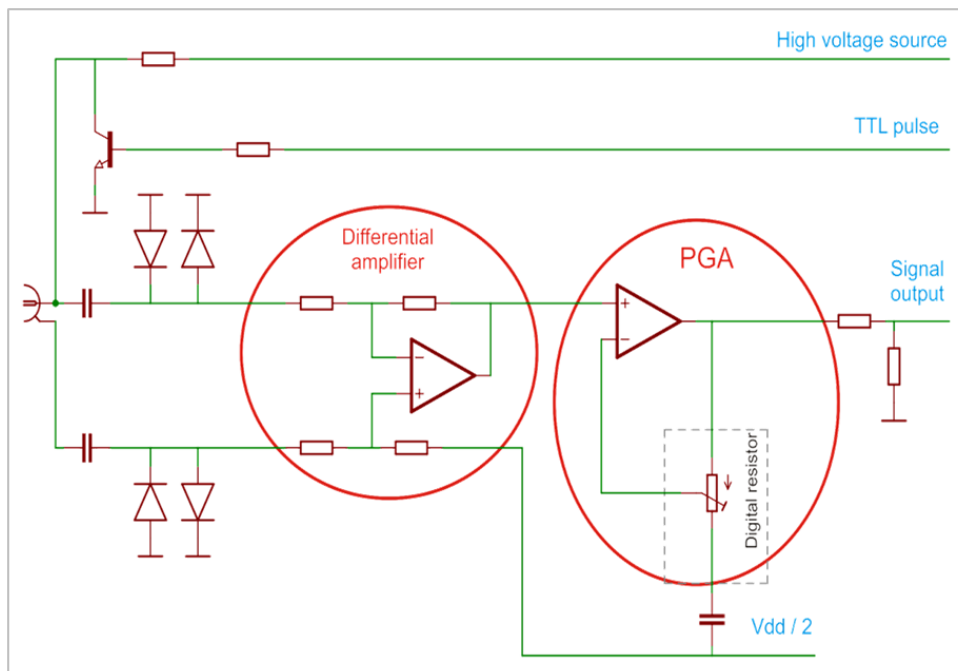 High voltage source
TTL pulse
Differential
amplifier
PGA
Signal
output
Digital resistor
Vdd / 2